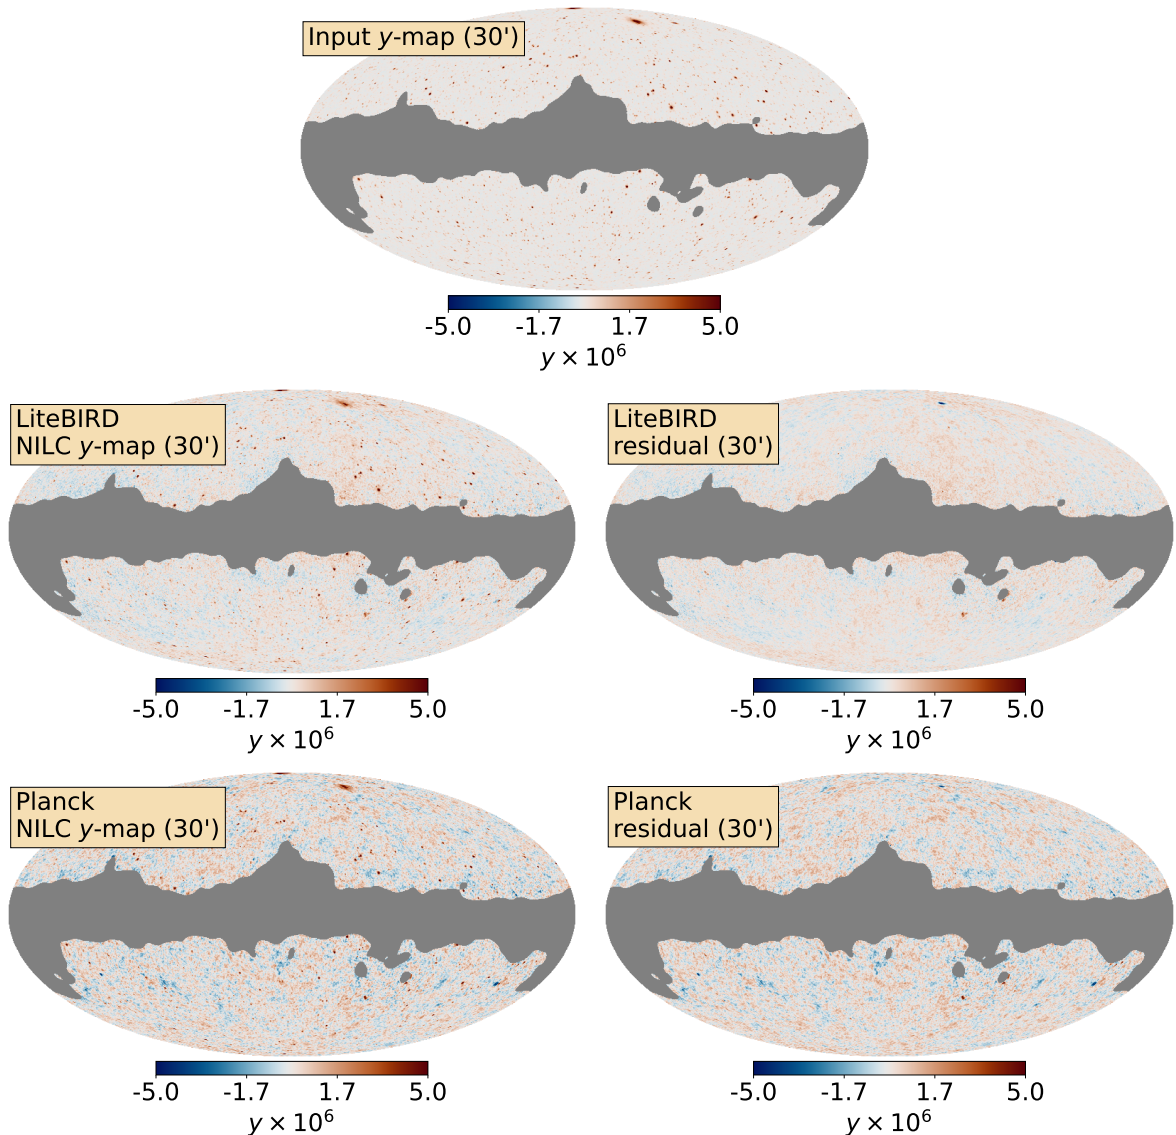 Input y-map (30')
-5.0 -1.7 1.7 5.0
y × 10⁶
LiteBIRD
NILC y-map (30')
LiteBIRD
residual (30')
-5.0 -1.7 1.7 5.0
y × 10⁶
-5.0 -1.7 1.7 5.0
y × 10⁶
Planck
NILC y-map (30')
Planck
residual (30')
-5.0 -1.7 1.7 5.0
y × 10⁶
-5.0 -1.7 1.7 5.0
y × 10⁶